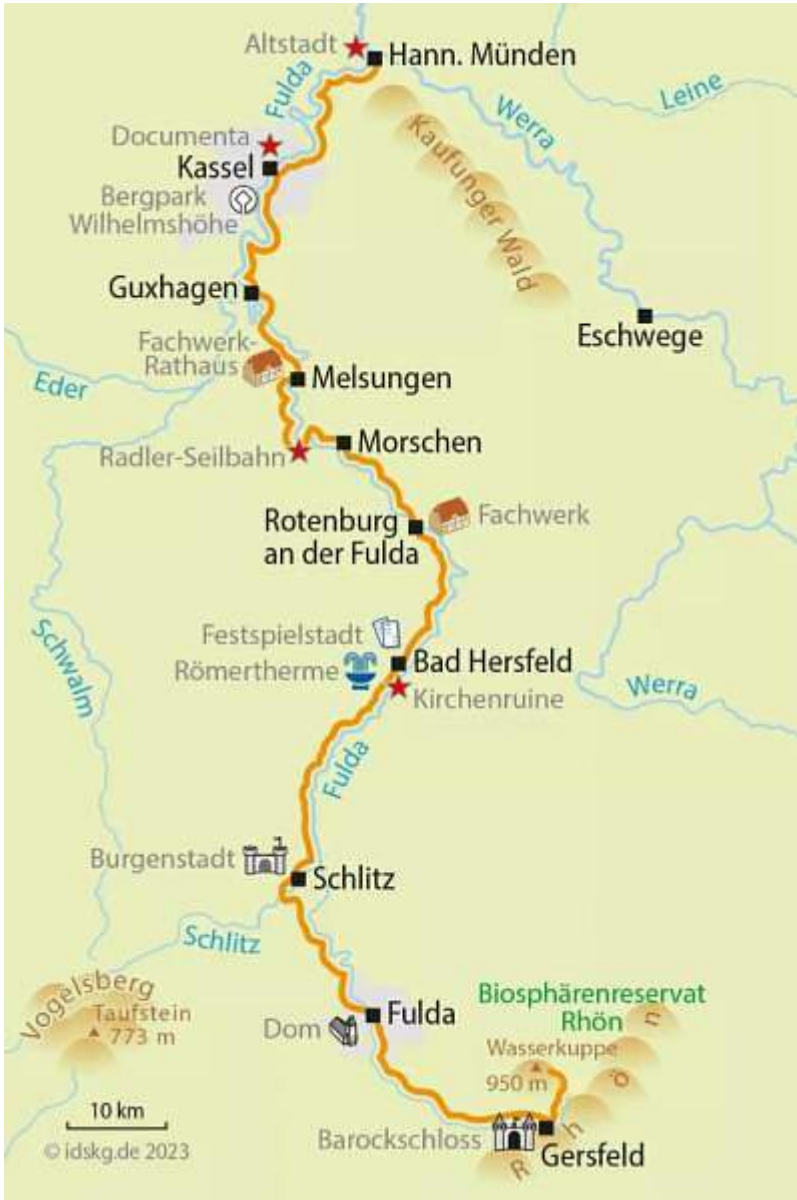 Altstadt
Hann. Münden
Fulda
Leine
Werra
Documenta
Kassel
Kaufunger Wald
Bergpark
Wilhelmshöhe
Guxhagen
Eschwege
Fachwerk-
Rathaus
Eder
Melsungen
Morschen
Radler-Seilbahn
Rotenburg
an der Fulda
Fachwerk
Schwalm
Festspielstadt
Römertherme
Bad Hersfeld
Kirchenruine
Werra
Fulda
Burgenstadt
Schlitz
Schlitz
Vogelsberg
Taufstein
773 m
Fulda
Dom
Biosphärenreservat
Rhön
Wasserkuppe
950 m
Rhön
10 km
Barockschloss
Gersfeld
© idskg.de 2023